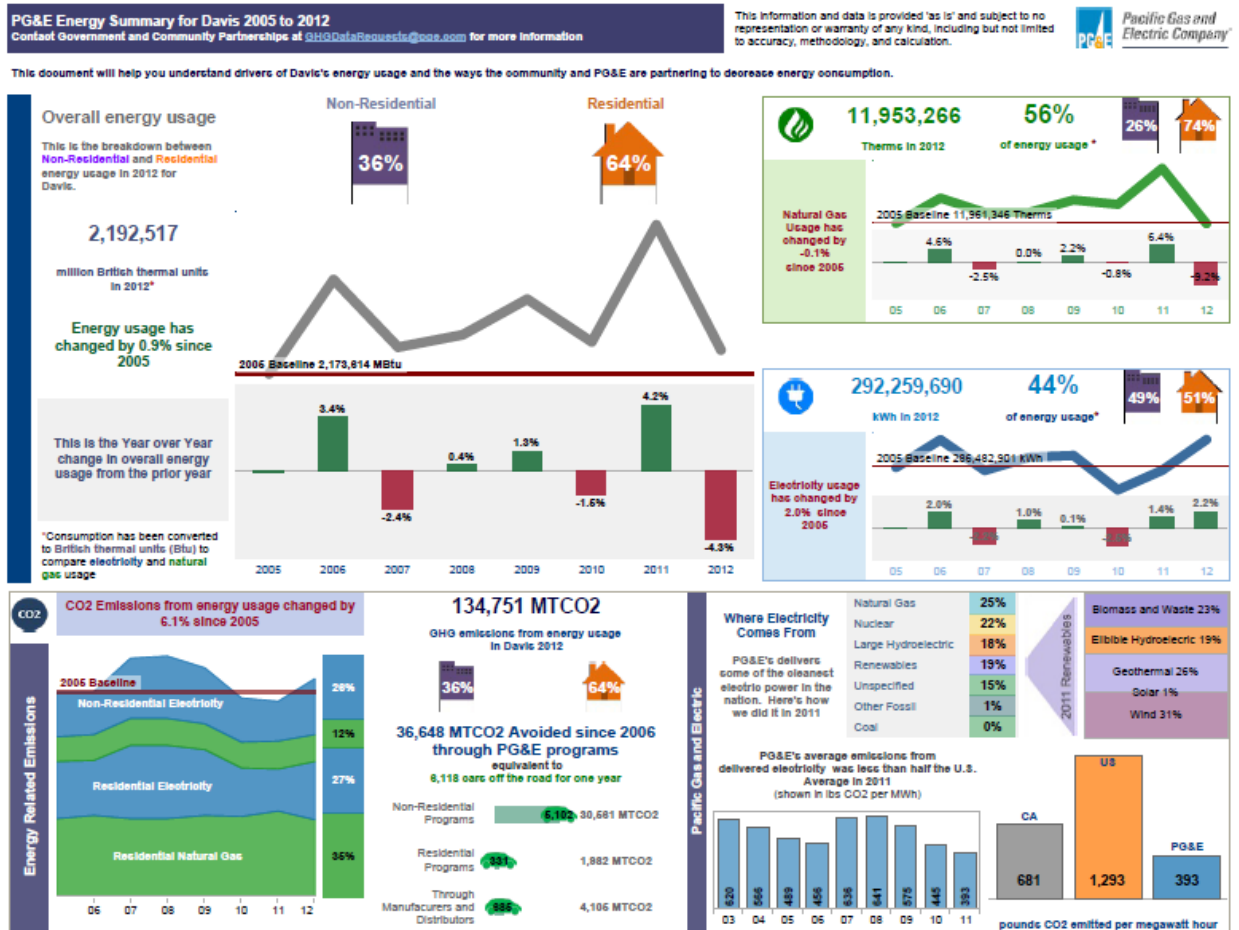 PG&E Energy Summary for Davis 2005 to 2012
Contact Government and Community Partnerships at GHGDataRequests@pge.com for more Information
This Information and data is provided 'as is' and subject to no
representation or warranty of any kind, including but not limited
to accuracy, methodology, and calculation.
PG&E
Pacific Gas and
Electric Company
This document will help you understand drivers of Davis's energy usage and the ways the community and PG&E are partnering to decrease energy consumption.
Overall energy usage
This is the breakdown between
Non-Residential and Residential
energy usage in 2012 for
Davis.
2,192,517
million British thermal units
in 2012*
Energy usage has
changed by 0.9% since
2005
This is the Year over Year
change in overall energy
usage from the prior year
*Consumption has been converted
to British thermal units (Btu) to
compare electricity and natural
gas usage
Non-Residential
36%
Residential
64%
2005 Baseline 2,173,614 MBtu
3.4%
-2.4%
0.4%
1.3%
-1.5%
4.2%
-4.3%
2005 2006 2007 2008 2009 2010 2011 2012
11,953,266
Therms in 2012
56%
of energy usage *
26%
74%
Natural Gas
Usage has
changed by
-0.1%
since 2005
2005 Baseline 11,961,346 Therms
4.6%
-2.5%
0.0%
2.2%
-0.8%
6.4%
-9.2%
05 06 07 08 09 10 11 12
292,259,690
kWh in 2012
44%
of energy usage*
49%
51%
Electricity usage
has changed by
2.0% since
2005
2005 Baseline 286,482,901 kWh
2.0%
1.0%
0.1%
1.4%
2.2%
05 06 07 08 09 10 11 12
CO2
CO2 Emissions from energy usage changed by
6.1% since 2005
Energy Related Emissions
2005 Baseline
Non-Residential Electricity
Residential Electricity
Residential Natural Gas
26%
12%
27%
35%
06 07 08 09 10 11 12
134,751 MTCO2
GHG emissions from energy usage
in Davis 2012
36%
64%
36,648 MTCO2 Avoided since 2006
through PG&E programs
equivalent to
6,118 cars off the road for one year
Non-Residential
Programs
5,102
30,561 MTCO2
Residential
Programs
331
1,982 MTCO2
Through
Manufacurers and
Distributors
685
4,105 MTCO2
Pacific Gas and Electric
Where Electricity
Comes From
PG&E's delivers
some of the cleanest
electric power in the
nation. Here's how
we did it in 2011
Natural Gas 25%
Nuclear 22%
Large Hydroelectric 18%
Renewables 19%
Unspecified 15%
Other Fossil 1%
Coal 0%
2011 Renewables
Biomass and Waste 23%
Elibible Hydroelecric 19%
Geothermal 26%
Solar 1%
Wind 31%
PG&E's average emissions from
delivered electricity was less than half the U.S.
Average in 2011
(shown in lbs CO2 per MWh)
620 566 489 456 636 641 575 445 393
03 04 05 06 07 08 09 10 11
CA
681
US
1,293
PG&E
393
pounds CO2 emitted per megawatt hour